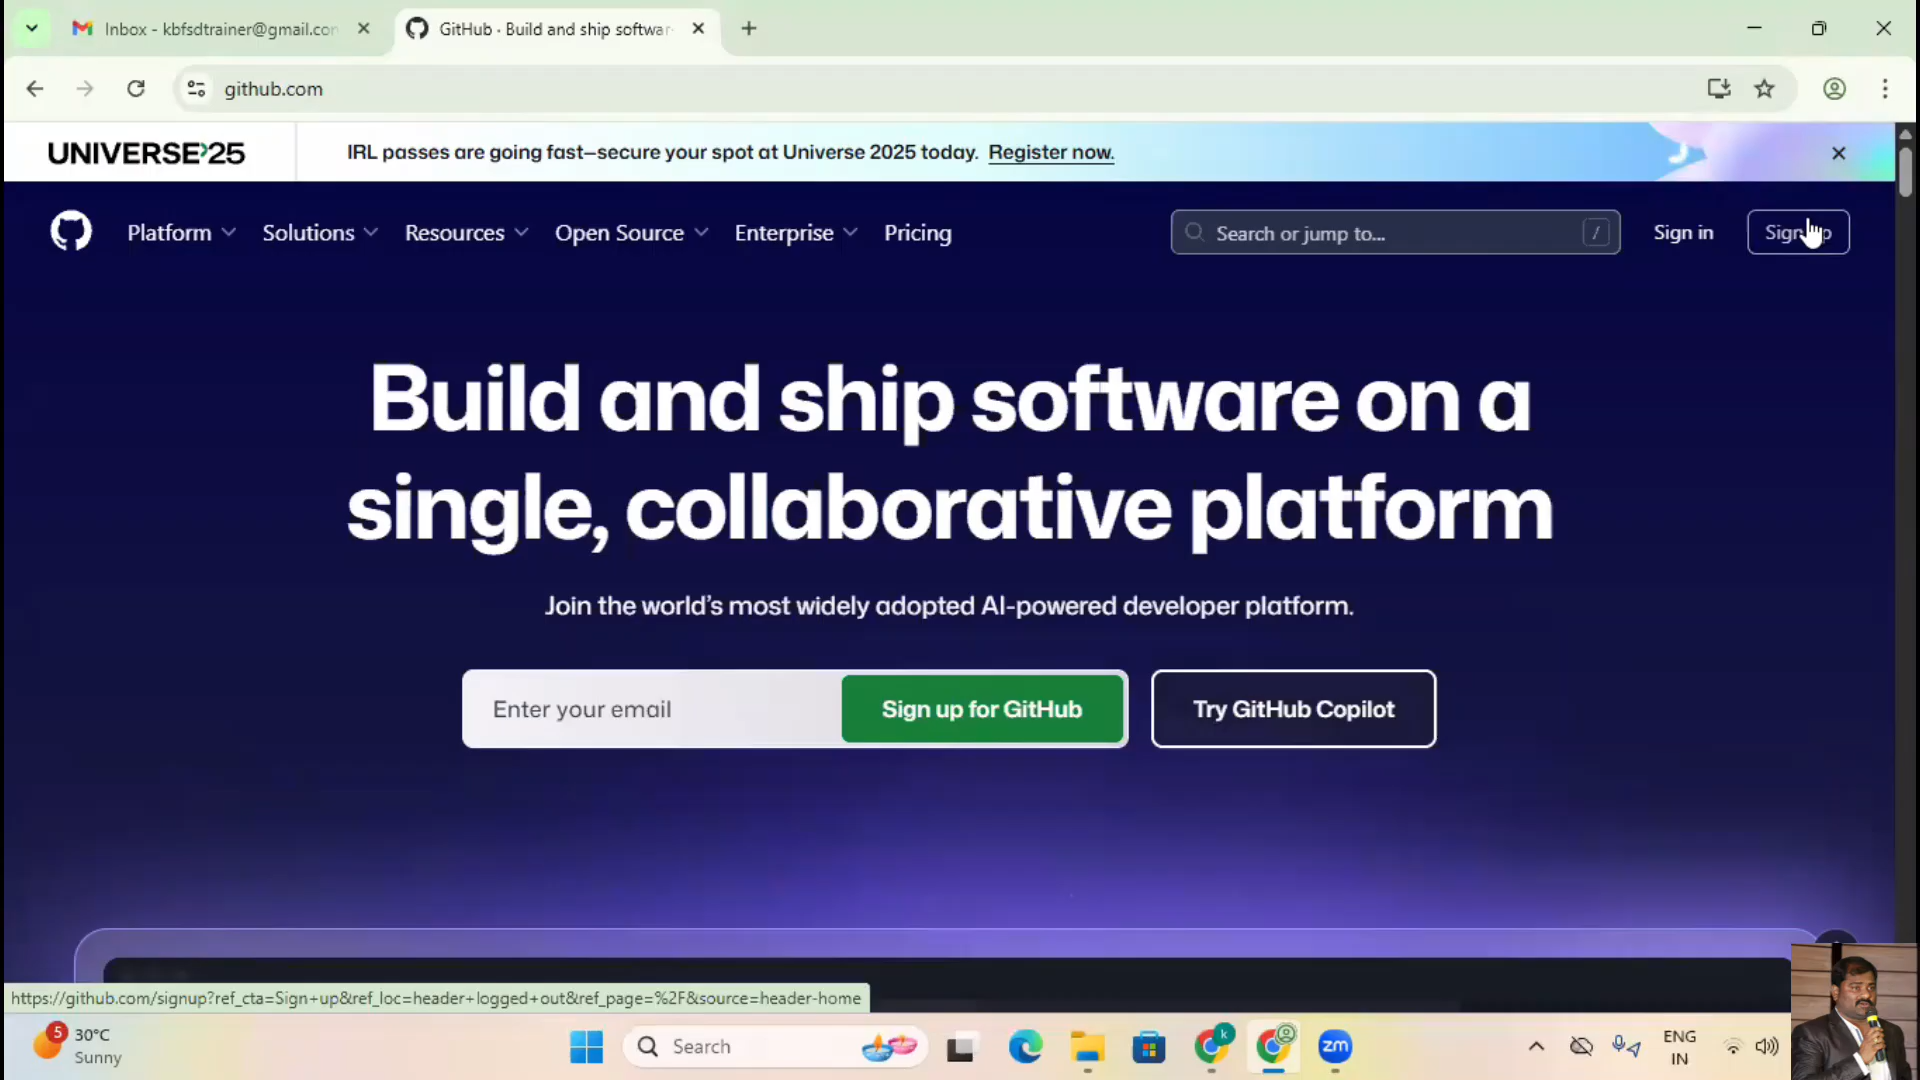 Inbox - kbfsdtrainer@gmail.con
GitHub · Build and ship softwar
github.com
UNIVERSE'25
IRL passes are going fast—secure your spot at Universe 2025 today. Register now.
Platform
Solutions
Resources
Open Source
Enterprise
Pricing
Search or jump to...
/
Sign in
Sign up
Build and ship software on a
single, collaborative platform
Join the world's most widely adopted AI-powered developer platform.
Enter your email
Sign up for GitHub
Try GitHub Copilot
https://github.com/signup?ref_cta=Sign+up&ref_loc=header+logged+out&ref_page=%2F&source=header-home
5
30°C
Sunny
Search
k
zm
ENG
IN